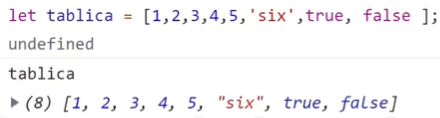 let tablica = [1,2,3,4,5,'six',true, false ];
undefined
tablica
▶ (8) [1, 2, 3, 4, 5, "six", true, false]